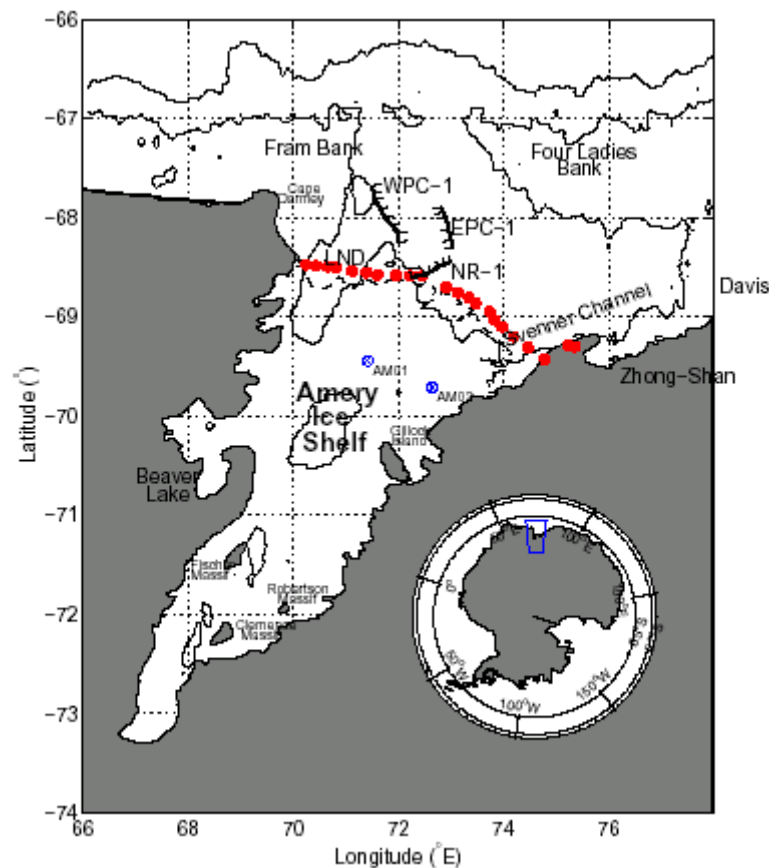 −66
−67
Fram Bank
Four Ladies
Bank
Cape
Darnley
WPC−1
−68
EPC−1
LND
NR−1
Davis
−69
Svenner Channel
Zhong−Shan
AM01
AM02
Amery
Ice
Shelf
−70
Gillock
Island
Latitude (°)
Beaver
Lake
−71
Massif
Robertson
Massif
−72
Clemence
Massif
−73
−74
66
68
70
72
74
76
Longitude (°E)
0°
100°E
50°W
100°W
150°W